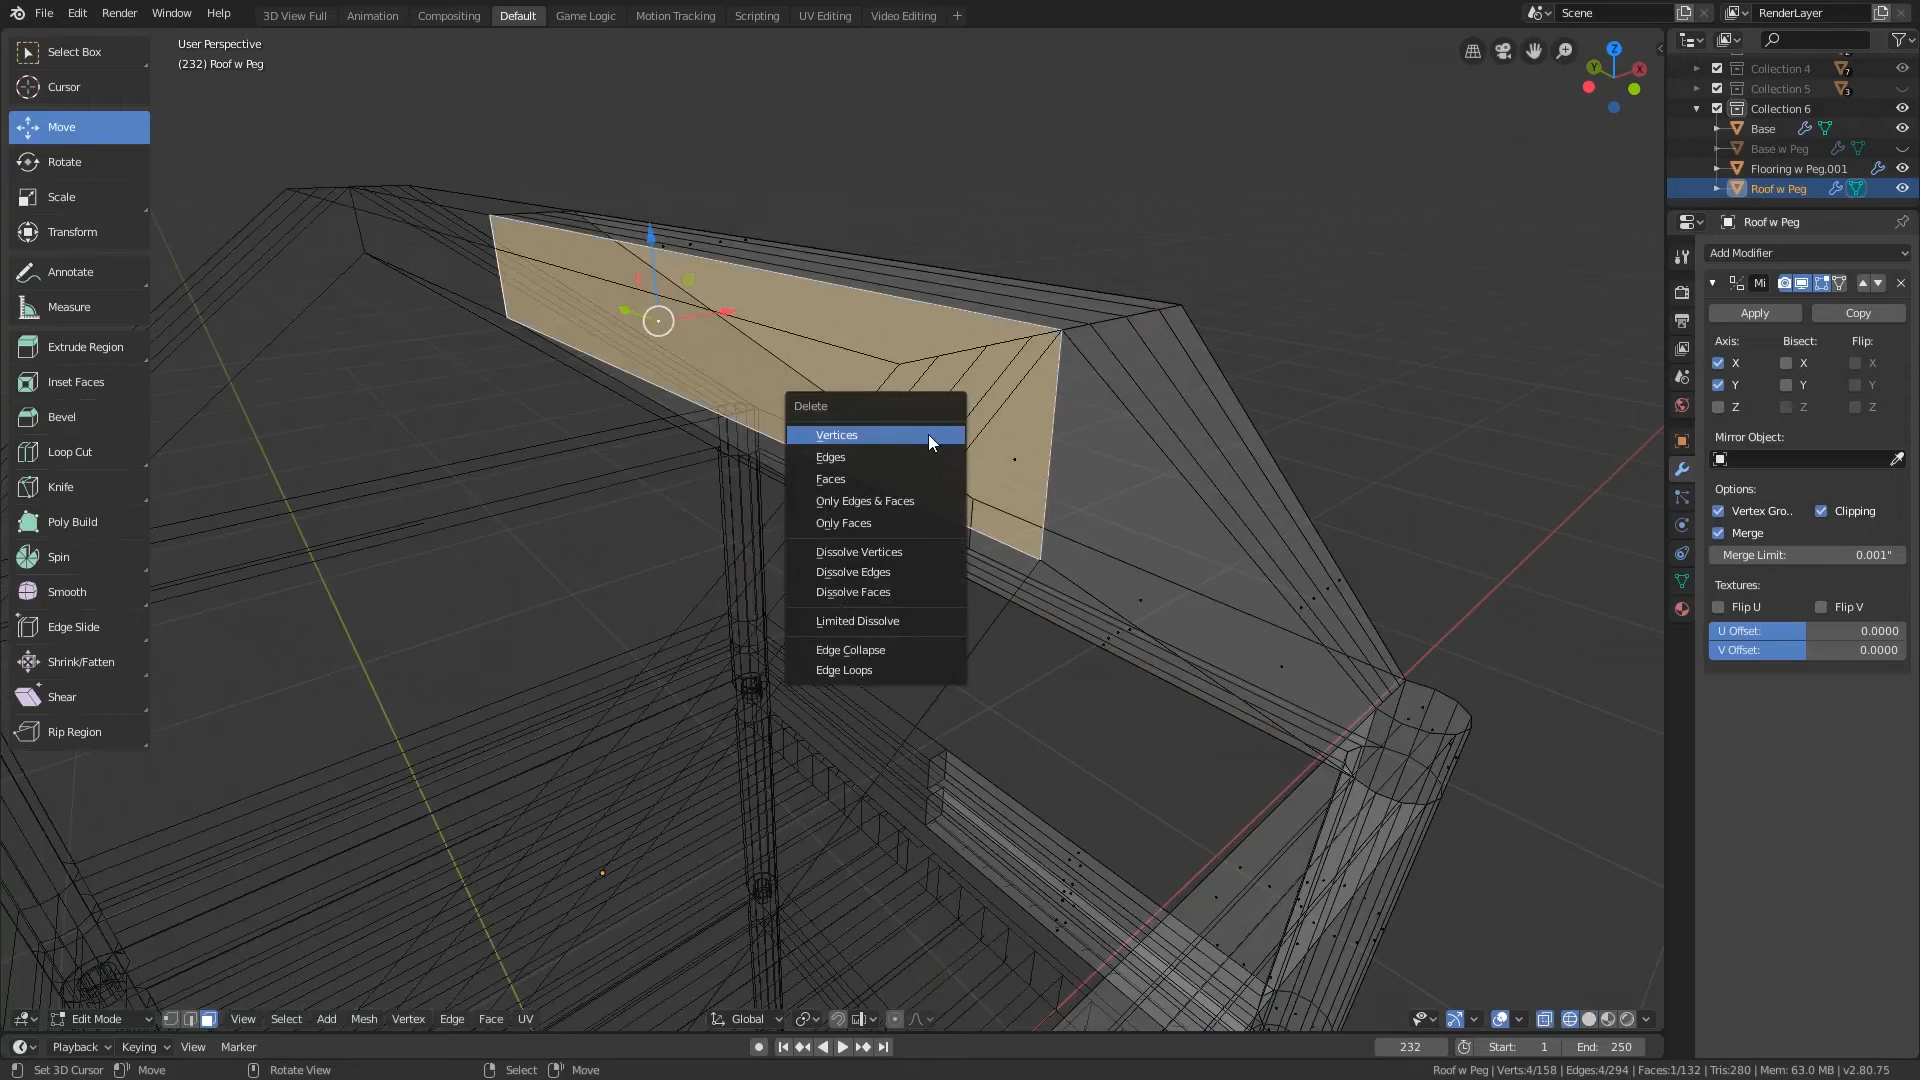 File Edit Render Window Help
3D View Full Animation Compositing Default Game Logic Motion Tracking Scripting UV Editing Video Editing +
Scene
RenderLayer
Select Box
Cursor
Move
Rotate
Scale
Transform
Annotate
Measure
Extrude Region
Inset Faces
Bevel
Loop Cut
Knife
Poly Build
Spin
Smooth
Edge Slide
Shrink/Fatten
Shear
Rip Region
User Perspective
(232) Roof w Peg
Z
Y
X
Delete
Vertices
Edges
Faces
Only Edges & Faces
Only Faces
Dissolve Vertices
Dissolve Edges
Dissolve Faces
Limited Dissolve
Edge Collapse
Edge Loops
Collection 4 7
Collection 5 3
Collection 6
Base
Base w Peg
Flooring w Peg.001
Roof w Peg
Roof w Peg
Add Modifier
Mi
Apply Copy
Axis: Bisect: Flip:
X X X
Y Y Y
Z Z Z
Mirror Object:
Options:
Vertex Gro.. Clipping
Merge
Merge Limit: 0.001"
Textures:
Flip U Flip V
U Offset: 0.0000
V Offset: 0.0000
Edit Mode View Select Add Mesh Vertex Edge Face UV Global
Playback Keying View Marker 232 Start: 1 End: 250
Set 3D Cursor Move Rotate View Select Move Roof w Peg | Verts:4/158 | Edges:4/294 | Faces:1/132 | Tris:280 | Mem: 63.0 MB | v2.80.75